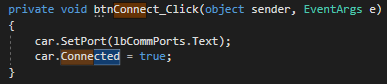 private void btnConnect_Click(object sender, EventArgs e)
{
car.SetPort(lbCommPorts.Text);
car.Connected = true;
}